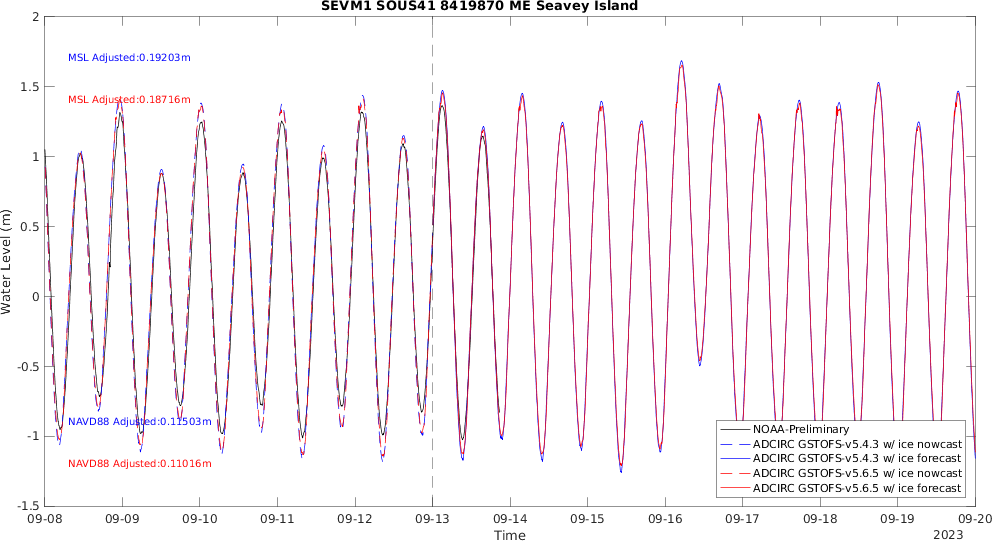 SEVM1 SOUS41 8419870 ME Seavey Island
Water Level (m)
2
1.5
1
0.5
0
-0.5
-1
-1.5
MSL Adjusted:0.19203m
MSL Adjusted:0.18716m
NAVD88 Adjusted:0.11503m
NAVD88 Adjusted:0.11016m
NOAA-Preliminary
ADCIRC GSTOFS-v5.4.3 w/ ice nowcast
ADCIRC GSTOFS-v5.4.3 w/ ice forecast
ADCIRC GSTOFS-v5.6.5 w/ ice nowcast
ADCIRC GSTOFS-v5.6.5 w/ ice forecast
09-08 09-09 09-10 09-11 09-12 09-13 09-14 09-15 09-16 09-17 09-18 09-19 09-20
Time
2023